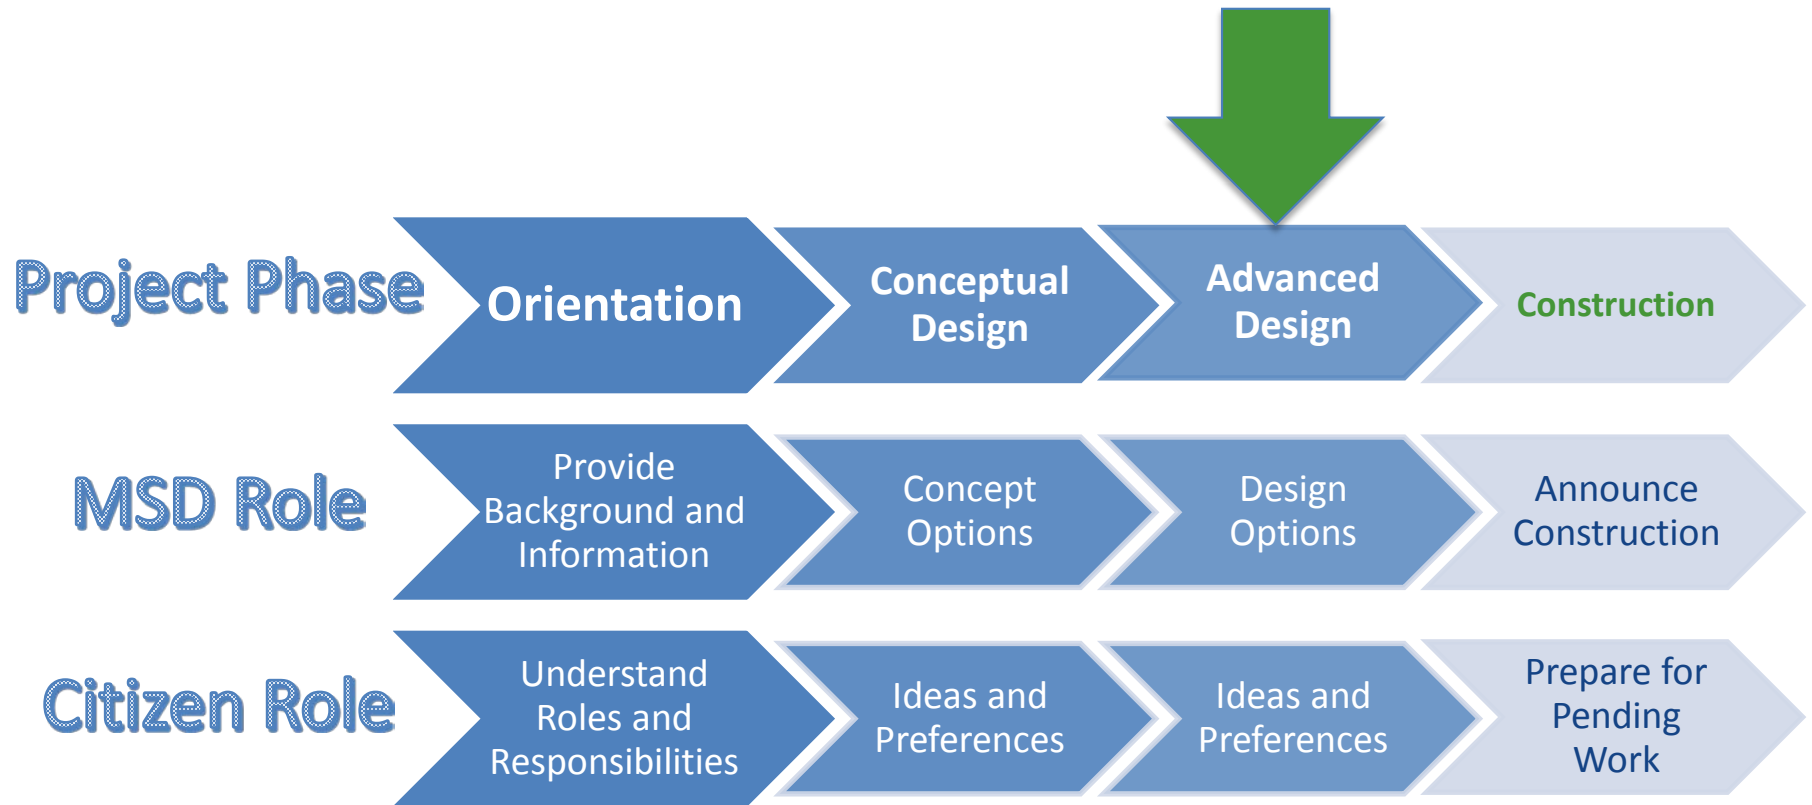 Project Phase
Orientation
Conceptual
Design
Advanced
Design
Construction
MSD Role
Provide
Background and
Information
Concept
Options
Design
Options
Announce
Construction
Citizen Role
Understand
Roles and
Responsibilities
Ideas and
Preferences
Ideas and
Preferences
Prepare for
Pending
Work